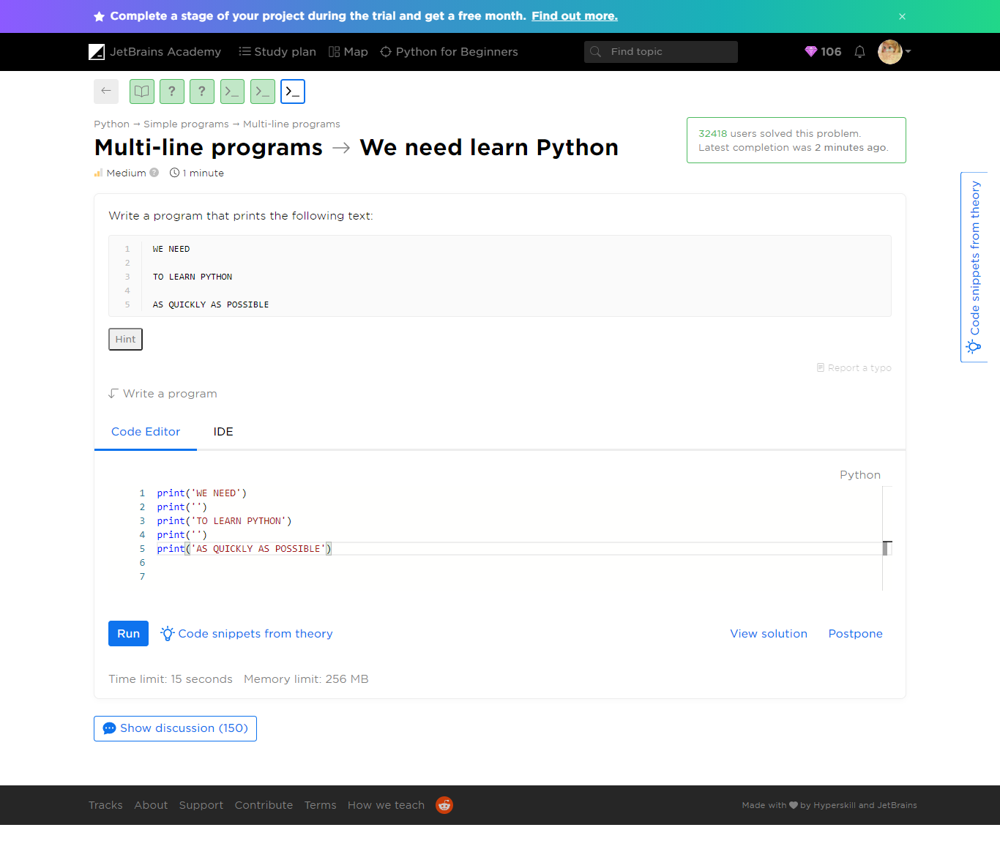 Complete a stage of your project during the trial and get a free month. Find out more. ×
JetBrains Academy Study plan Map Python for Beginners Find topic 106
? ? >_ >_ >_
Python → Simple programs → Multi-line programs
Multi-line programs → We need learn Python
Medium ? 1 minute
32418 users solved this problem.
Latest completion was 2 minutes ago.
Code snippets from theory
Write a program that prints the following text:
1 WE NEED
2
3 TO LEARN PYTHON
4
5 AS QUICKLY AS POSSIBLE
Hint
Report a typo
Write a program
Code Editor IDE
Python
1 print('WE NEED')
2 print('')
3 print('TO LEARN PYTHON')
4 print('')
5 print('AS QUICKLY AS POSSIBLE')
6
7
Run Code snippets from theory View solution Postpone
Time limit: 15 seconds Memory limit: 256 MB
Show discussion (150)
Tracks About Support Contribute Terms How we teach Made with ♥ by Hyperskill and JetBrains